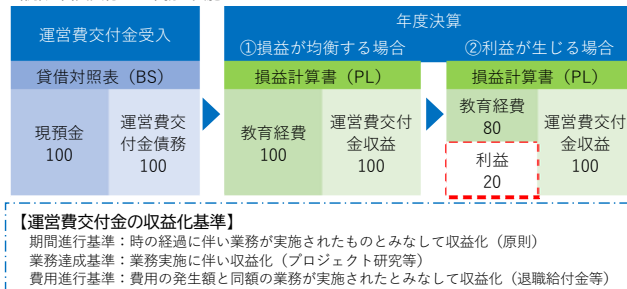 運営費交付金受入
年度決算
①損益が均衡する場合
②利益が生じる場合
貸借対照表（BS）
損益計算書（PL）
損益計算書（PL）
現預金
100
運営費交
付金債務
100
教育経費
100
運営費交付
金収益
100
教育経費
80
利益
20
運営費交付
金収益
100
【運営費交付金の収益化基準】
期間進行基準：時の経過に伴い業務が実施されたものとみなして収益化（原則）
業務達成基準：業務実施に伴い収益化（プロジェクト研究等）
費用進行基準：費用の発生額と同額の業務が実施されたとみなして収益化（退職給付金等）